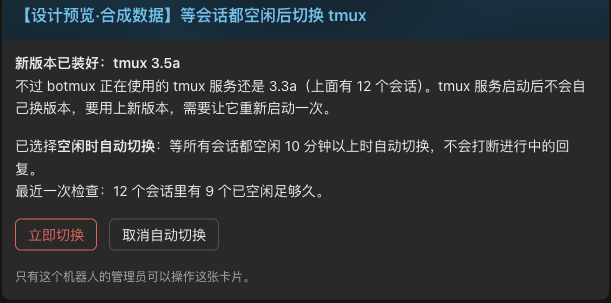 【设计预览·合成数据】等会话都空闲后切换 tmux
新版本已装好：tmux 3.5a
不过 botmux 正在使用的 tmux 服务还是 3.3a（上面有 12 个会话）。tmux 服务启动后不会自
己换版本，要用上新版本，需要让它重新启动一次。
已选择空闲时自动切换：等所有会话都空闲 10 分钟以上时自动切换，不会打断进行中的回
复。
最近一次检查：12 个会话里有 9 个已空闲足够久。
立即切换
取消自动切换
只有这个机器人的管理员可以操作这张卡片。